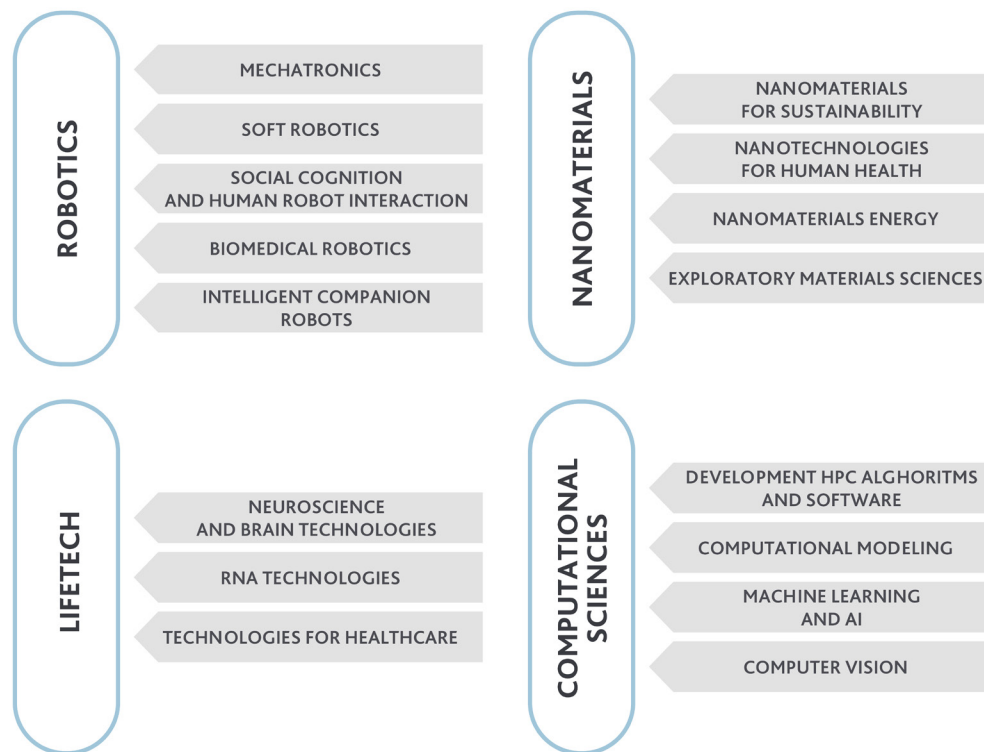 ROBOTICS
MECHATRONICS
SOFT ROBOTICS
SOCIAL COGNITION
AND HUMAN ROBOT INTERACTION
BIOMEDICAL ROBOTICS
INTELLIGENT COMPANION
ROBOTS
NANOMATERIALS
NANOMATERIALS
FOR SUSTAINABILITY
NANOTECHNOLOGIES
FOR HUMAN HEALTH
NANOMATERIALS ENERGY
EXPLORATORY MATERIALS SCIENCES
LIFETECH
NEUROSCIENCE
AND BRAIN TECHNOLOGIES
RNA TECHNOLOGIES
TECHNOLOGIES FOR HEALTHCARE
COMPUTATIONAL
SCIENCES
DEVELOPMENT HPC ALGHORITMS
AND SOFTWARE
COMPUTATIONAL MODELING
MACHINE LEARNING
AND AI
COMPUTER VISION